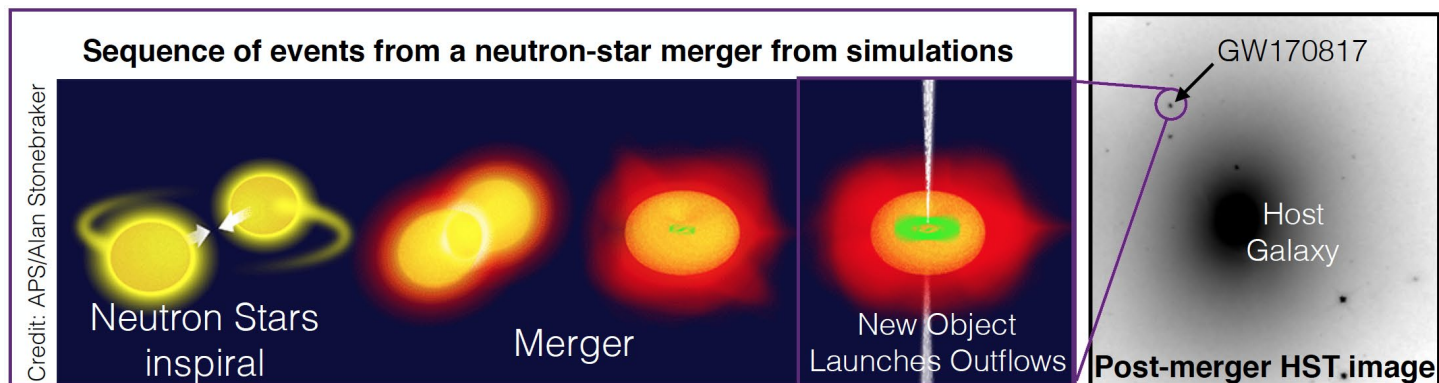 Sequence of events from a neutron-star merger from simulations
Credit: APS/Alan Stonebraker
Neutron Stars
inspiral
Merger
New Object
Launches Outflows
GW170817
Host
Galaxy
Post-merger HST image